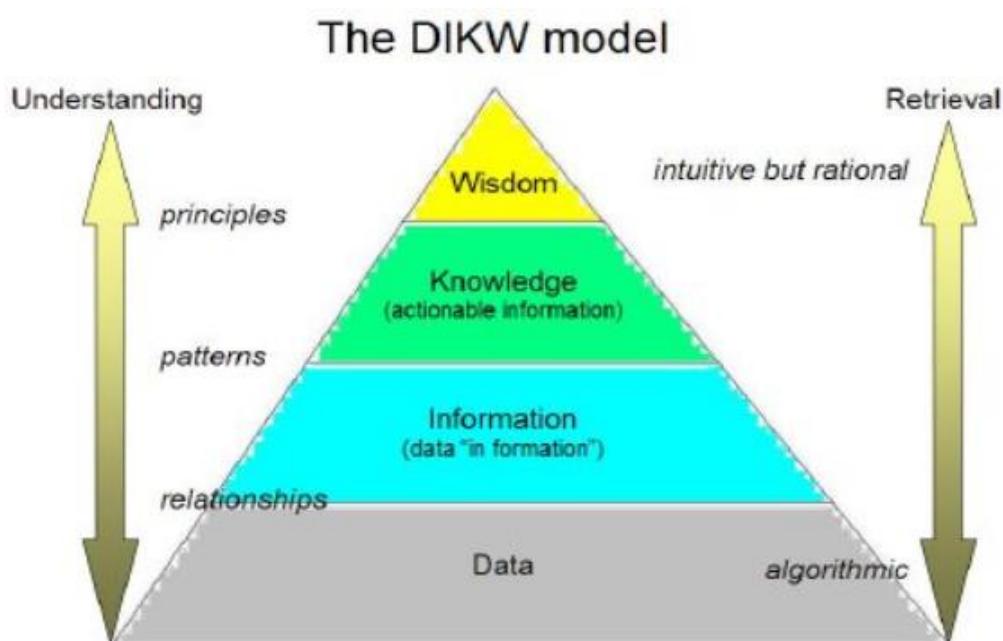 The DIKW model
Understanding
Retrieval
Wisdom
intuitive but rational
principles
Knowledge
(actionable information)
patterns
Information
(data "in formation")
relationships
Data
algorithmic